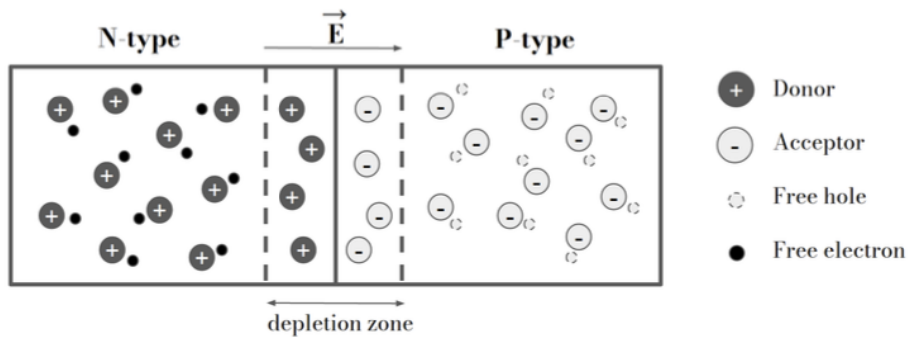 N-type
E
P-type
+ Donor
- Acceptor
Free hole
Free electron
depletion zone